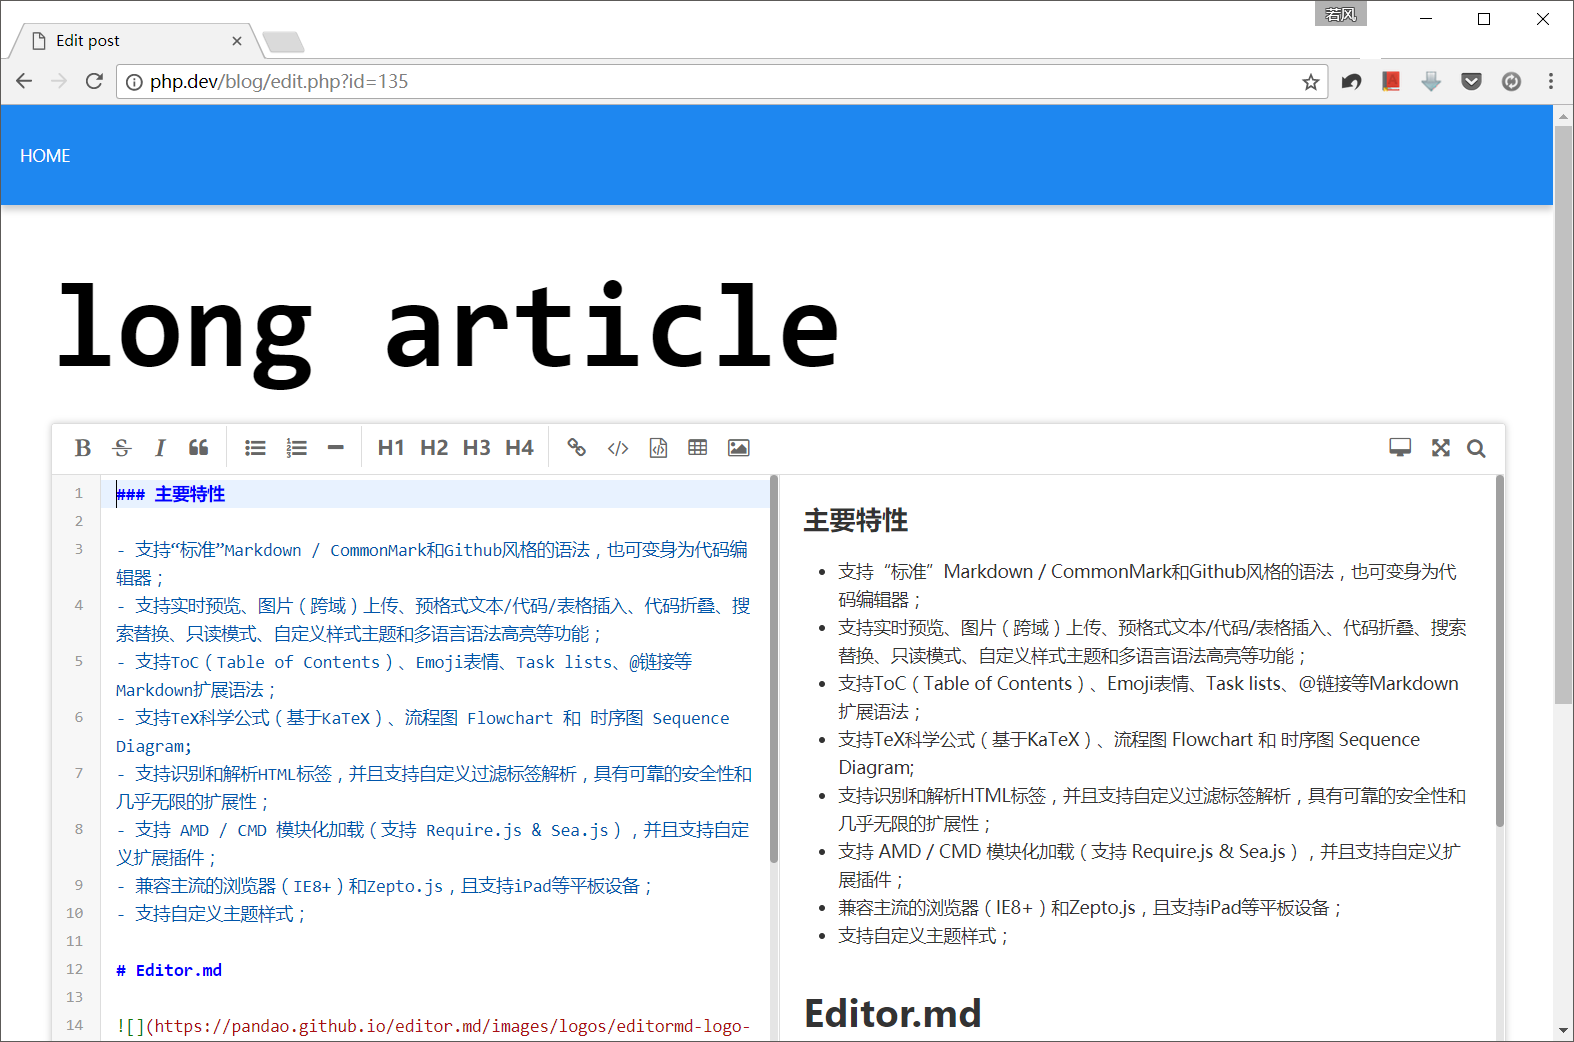 若风
Edit post
php.dev/blog/edit.php?id=135
HOME
long article
B S I H1 H2 H3 H4
1 ### 主要特性
2
3 - 支持“标准”Markdown / CommonMark和Github风格的语法，也可变身为代码编
辑器；
4 - 支持实时预览、图片（跨域）上传、预格式文本/代码/表格插入、代码折叠、搜
索替换、只读模式、自定义样式主题和多语言语法高亮等功能；
5 - 支持ToC（Table of Contents）、Emoji表情、Task lists、@链接等
Markdown扩展语法；
6 - 支持TeX科学公式（基于KaTeX）、流程图 Flowchart 和 时序图 Sequence
Diagram;
7 - 支持识别和解析HTML标签，并且支持自定义过滤标签解析，具有可靠的安全性和
几乎无限的扩展性；
8 - 支持 AMD / CMD 模块化加载（支持 Require.js & Sea.js），并且支持自定
义扩展插件；
9 - 兼容主流的浏览器（IE8+）和Zepto.js，且支持iPad等平板设备；
10 - 支持自定义主题样式；
11
12 # Editor.md
13
14 ![](https://pandao.github.io/editor.md/images/logos/editormd-logo-
主要特性
• 支持“标准”Markdown / CommonMark和Github风格的语法，也可变身为代
码编辑器；
• 支持实时预览、图片（跨域）上传、预格式文本/代码/表格插入、代码折叠、搜索
替换、只读模式、自定义样式主题和多语言语法高亮等功能；
• 支持ToC（Table of Contents）、Emoji表情、Task lists、@链接等Markdown
扩展语法；
• 支持TeX科学公式（基于KaTeX）、流程图 Flowchart 和 时序图 Sequence
Diagram;
• 支持识别和解析HTML标签，并且支持自定义过滤标签解析，具有可靠的安全性和
几乎无限的扩展性；
• 支持 AMD / CMD 模块化加载（支持 Require.js & Sea.js），并且支持自定义扩
展插件；
• 兼容主流的浏览器（IE8+）和Zepto.js，且支持iPad等平板设备；
• 支持自定义主题样式；
Editor.md